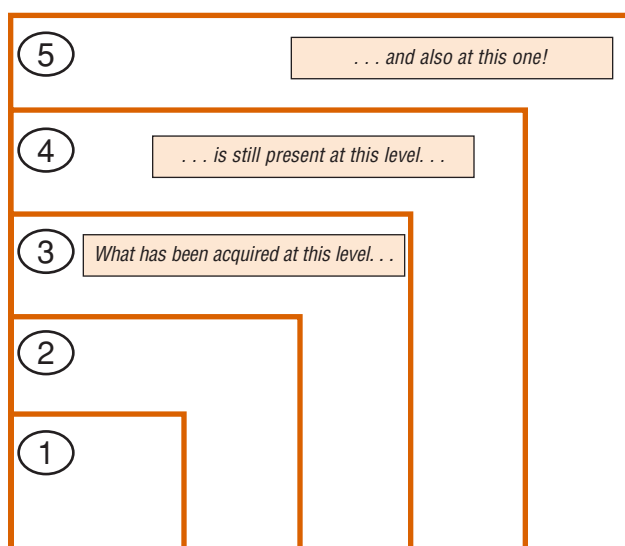 5
. . . and also at this one!
4
. . . is still present at this level. . .
3
What has been acquired at this level. . .
2
1